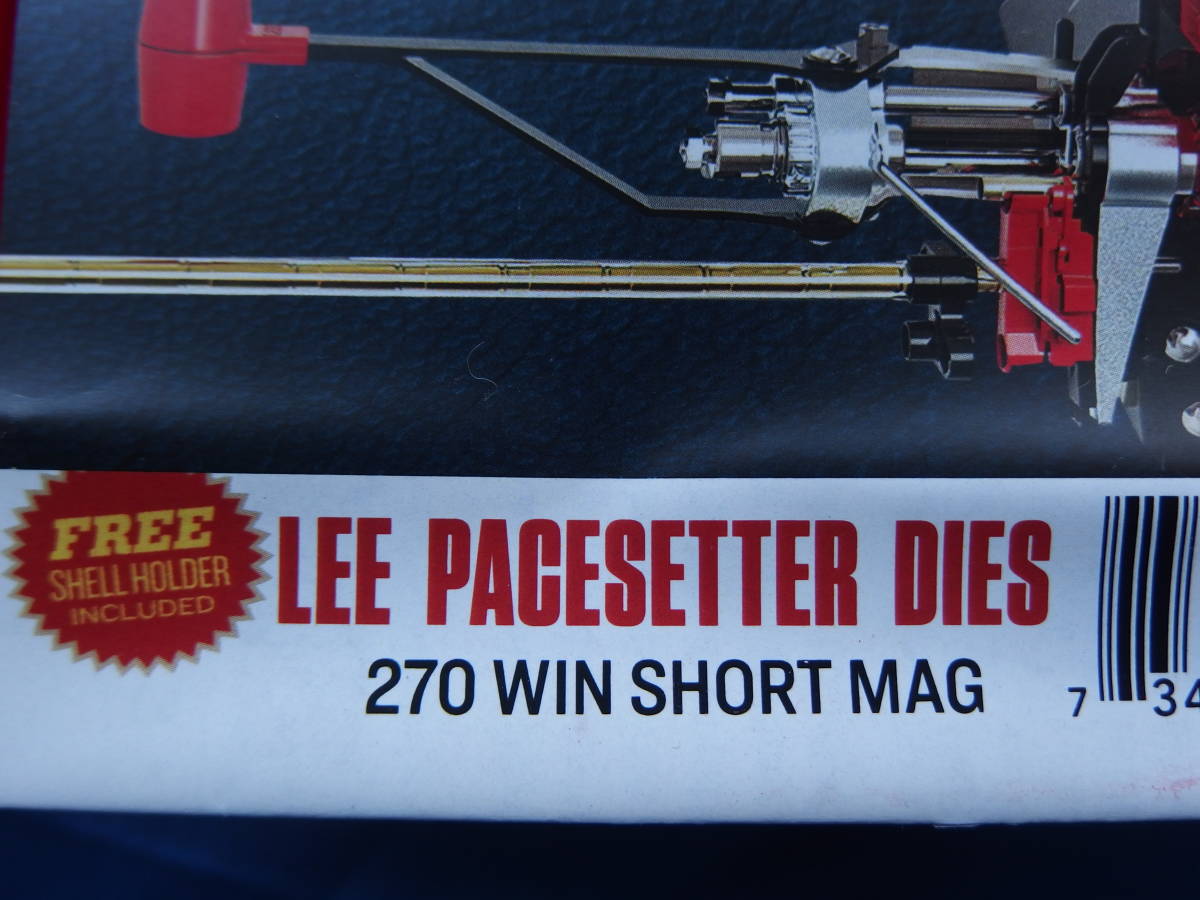 FREE
SHELL HOLDER
INCLUDED
LEE PACESETTER DIES
270 WIN SHORT MAG
7 34